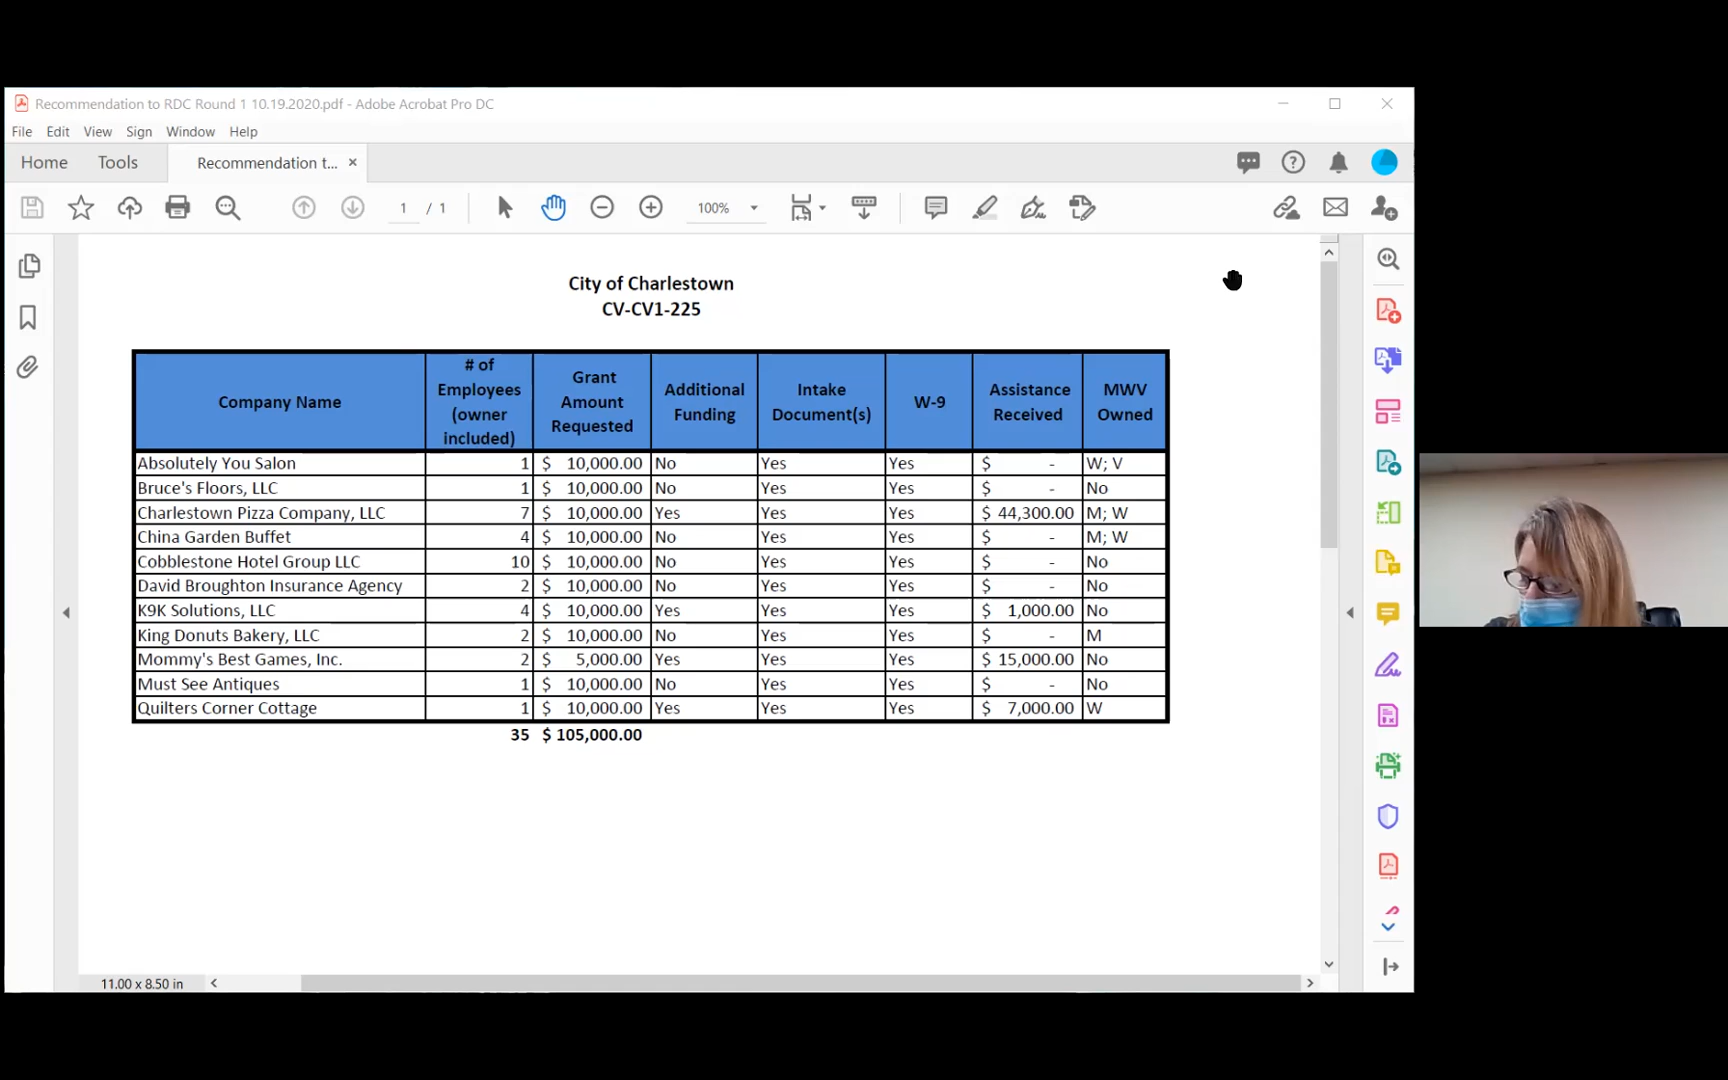 Recommendation to RDC Round 1 10.19.2020.pdf - Adobe Acrobat Pro DC
File Edit View Sign Window Help
Home Tools Recommendation t... ×
1 / 1 100%
City of Charlestown
CV-CV1-225
Company Name # of Employees (owner included) Grant Amount Requested Additional Funding Intake Document(s) W-9 Assistance Received MWV Owned
Absolutely You Salon 1 $ 10,000.00 No Yes Yes $ - W; V
Bruce's Floors, LLC 1 $ 10,000.00 No Yes Yes $ - No
Charlestown Pizza Company, LLC 7 $ 10,000.00 Yes Yes Yes $ 44,300.00 M; W
China Garden Buffet 4 $ 10,000.00 No Yes Yes $ - M; W
Cobblestone Hotel Group LLC 10 $ 10,000.00 No Yes Yes $ - No
David Broughton Insurance Agency 2 $ 10,000.00 No Yes Yes $ - No
K9K Solutions, LLC 4 $ 10,000.00 Yes Yes Yes $ 1,000.00 No
King Donuts Bakery, LLC 2 $ 10,000.00 No Yes Yes $ - M
Mommy's Best Games, Inc. 2 $ 5,000.00 Yes Yes Yes $ 15,000.00 No
Must See Antiques 1 $ 10,000.00 No Yes Yes $ - No
Quilters Corner Cottage 1 $ 10,000.00 Yes Yes Yes $ 7,000.00 W
35 $ 105,000.00
11.00 x 8.50 in